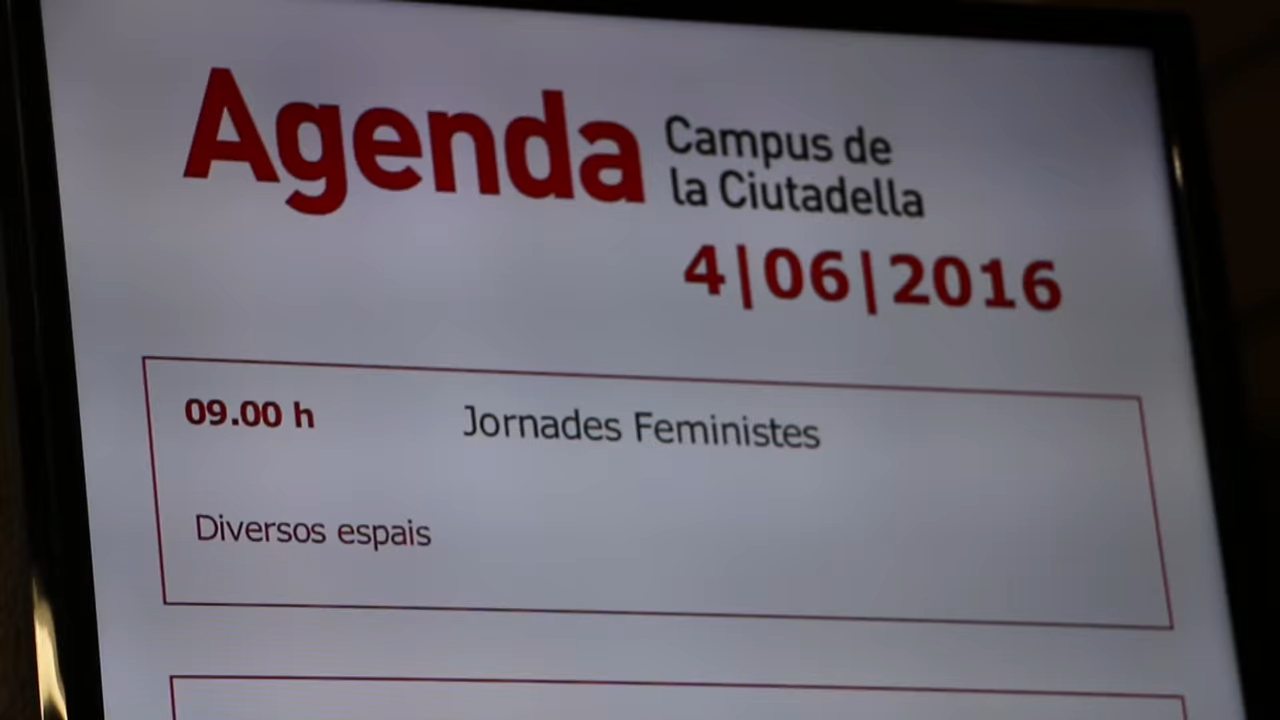 Agenda
Campus de
la Ciutadella
4|06|2016
09.00 h Jornades Feministes
Diversos espais